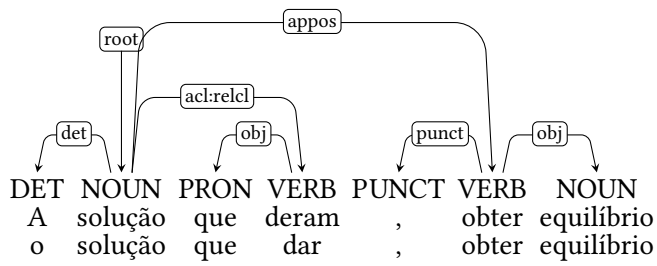 appos
root
acl:relcl
det obj punct obj
DET NOUN PRON VERB PUNCT VERB NOUN
A solução que deram , obter equilíbrio
o solução que dar , obter equilíbrio